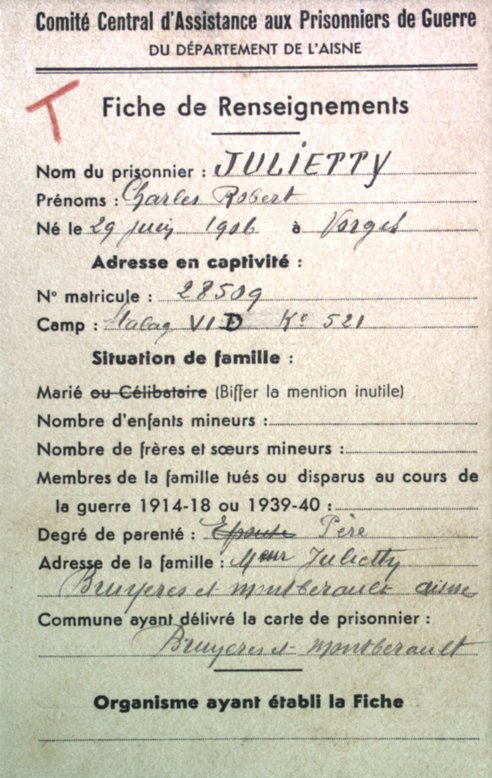 Comité Central d'Assistance aux Prisonniers de Guerre
DU DÉPARTEMENT DE L'AISNE
T
Fiche de Renseignements
Nom du prisonnier : JULIETTY
Prénoms : Charles Robert
Né le 29 juin 1906 à Vorges
Adresse en captivité :
N° matricule : 28509
Camp : Stalag VI D Kº 521
Situation de famille :
Marié ou Célibataire (Biffer la mention inutile)
Nombre d'enfants mineurs :
Nombre de frères et sœurs mineurs :
Membres de la famille tués ou disparus au cours de
la guerre 1914-18 ou 1939-40 :
Degré de parenté : Epouse Père
Adresse de la famille : Mʳ Julietty
Bruyeres et montberault aisne
Commune ayant délivré la carte de prisonnier :
Bruyeres et montberault
Organisme ayant établi la Fiche